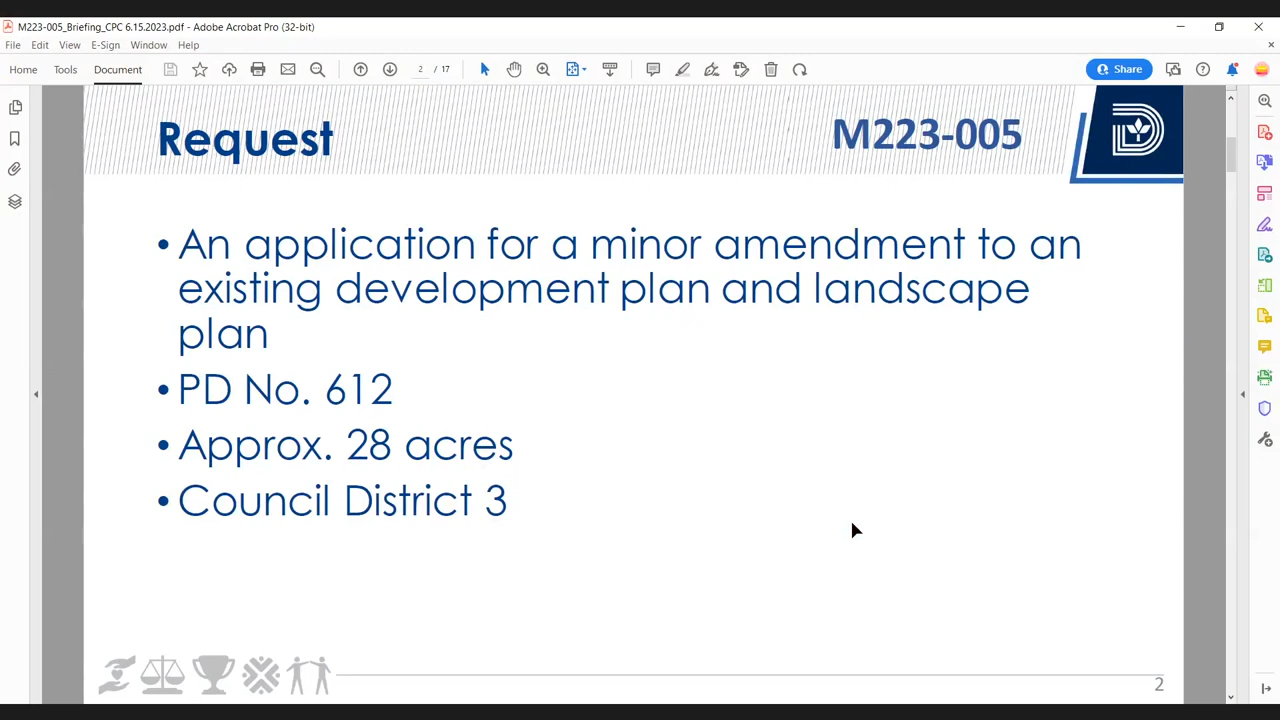 M223-005_Briefing_CPC 6.15.2023.pdf - Adobe Acrobat Pro (32-bit)
File Edit View E-Sign Window Help
Home Tools Document 2 / 17 Share
Request
M223-005
• An application for a minor amendment to an
existing development plan and landscape
plan
• PD No. 612
• Approx. 28 acres
• Council District 3
2